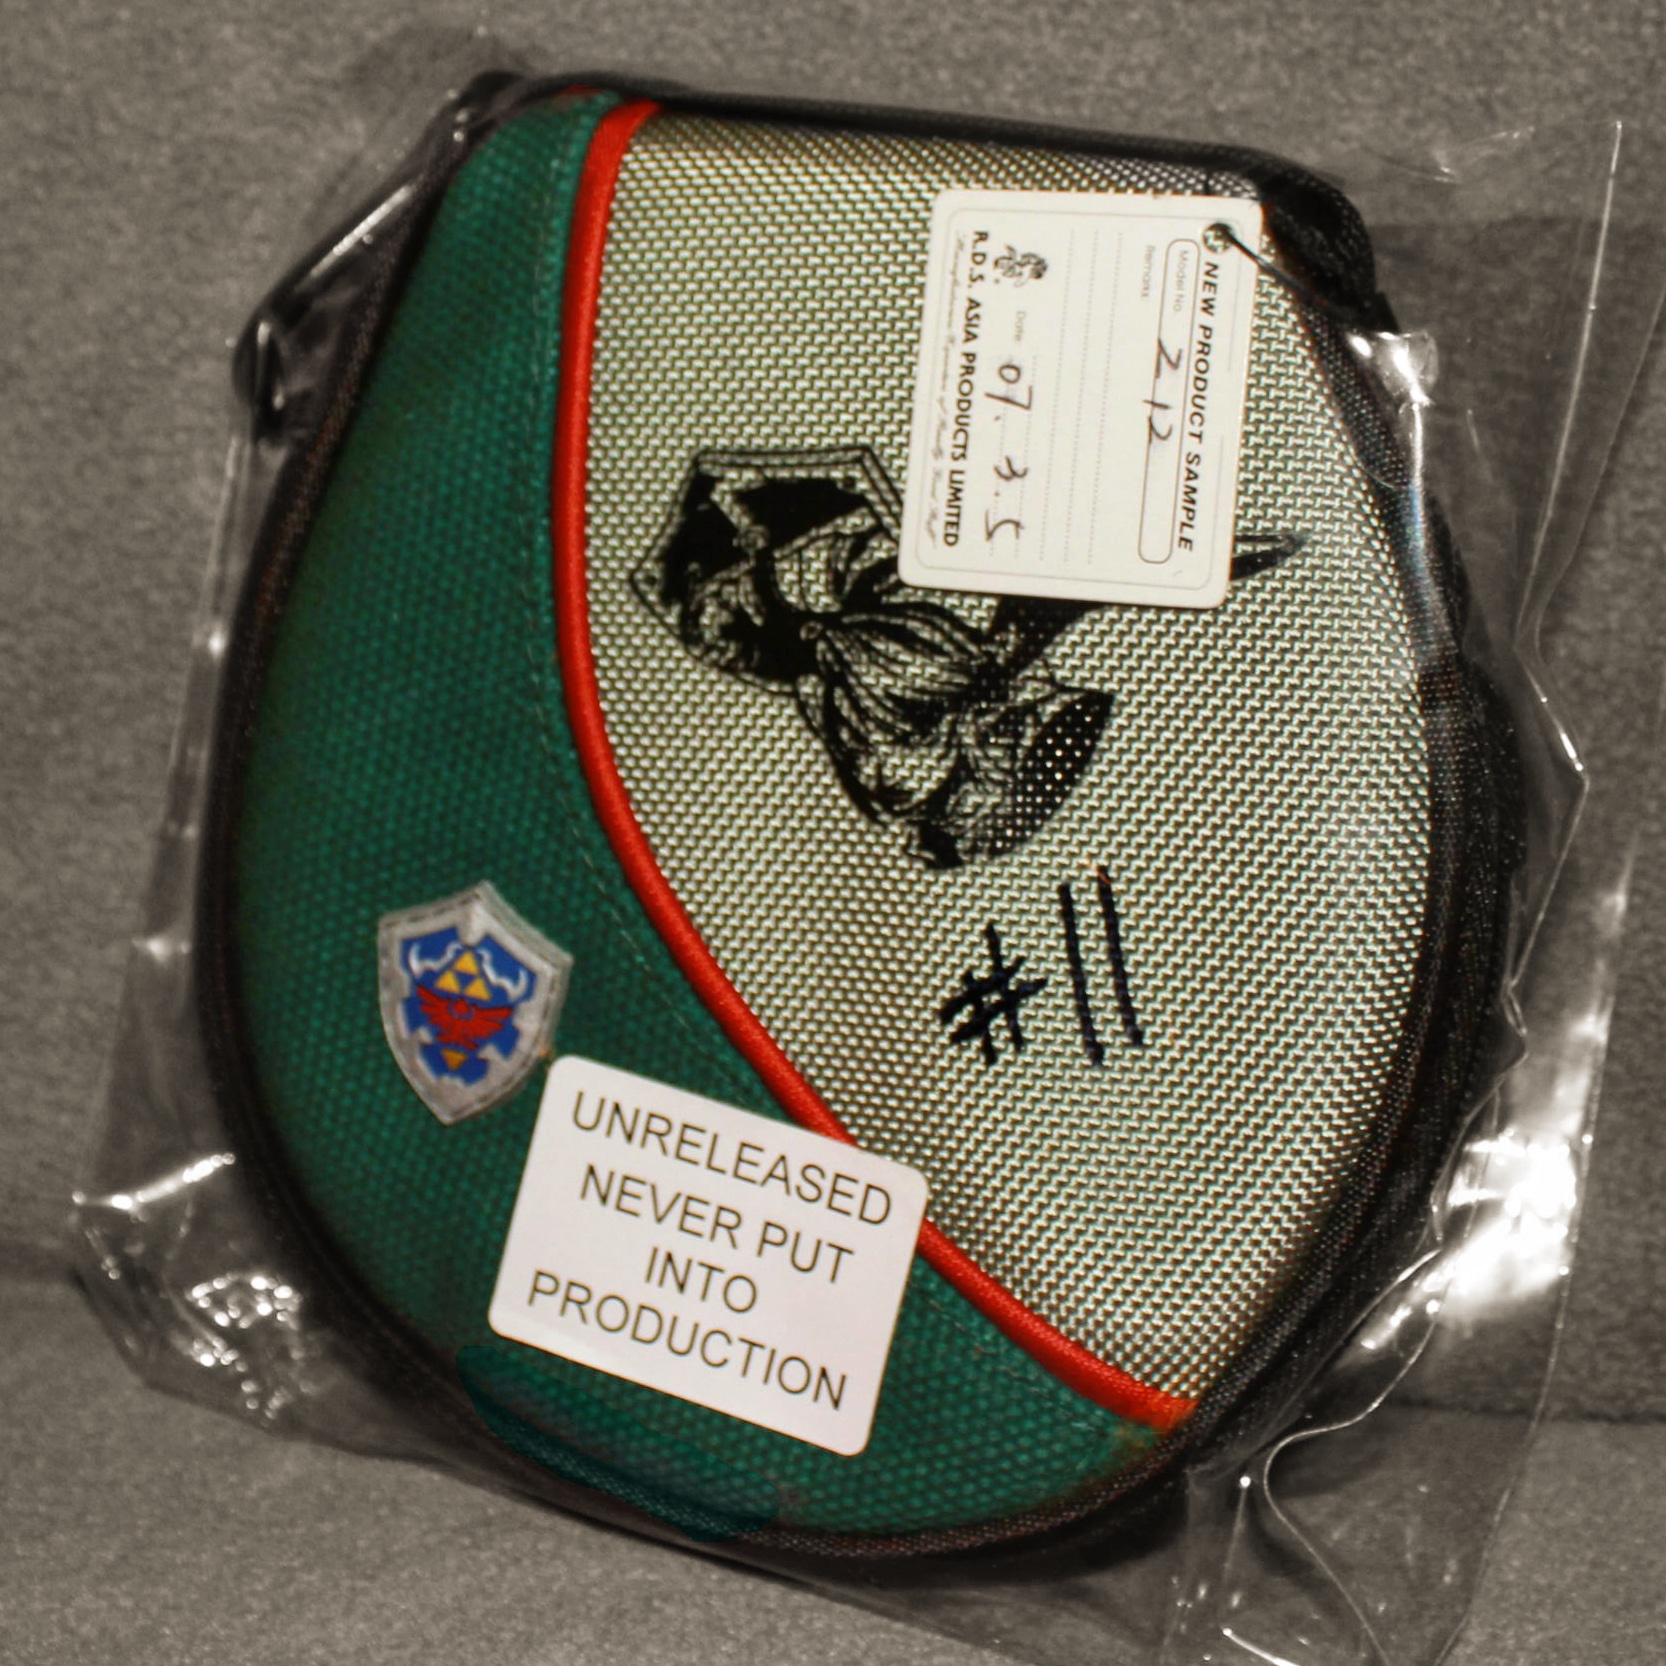 NEW PRODUCT SAMPLE
Model No. 212
Remarks:
Date 07.3.5
R.D.S. ASIA PRODUCTS LIMITED
#11
UNRELEASED
NEVER PUT
INTO
PRODUCTION